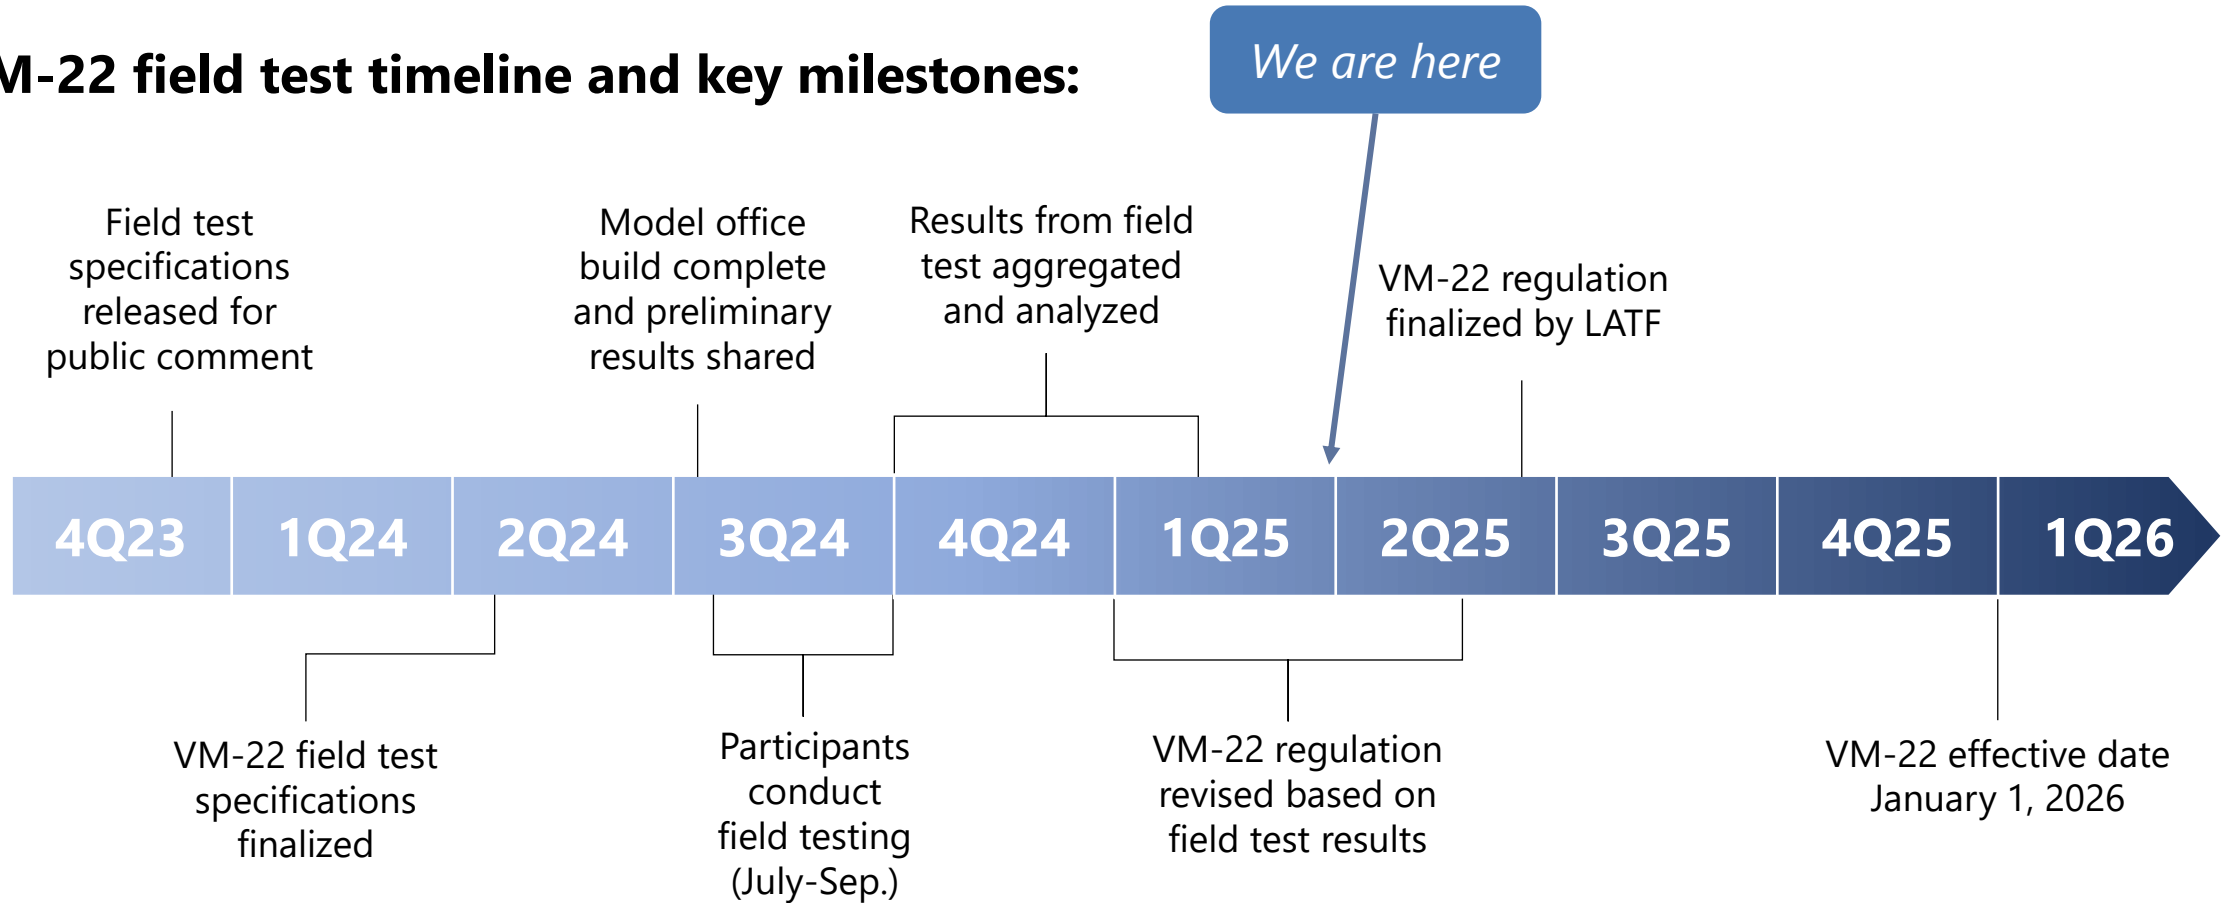 M-22 field test timeline and key milestones:
We are here
Field test
specifications
released for
public comment
Model office
build complete
and preliminary
results shared
Results from field
test aggregated
and analyzed
VM-22 regulation
finalized by LATF
4Q23
1Q24
2Q24
3Q24
4Q24
1Q25
2Q25
3Q25
4Q25
1Q26
VM-22 field test
specifications
finalized
Participants
conduct
field testing
(July-Sep.)
VM-22 regulation
revised based on
field test results
VM-22 effective date
January 1, 2026